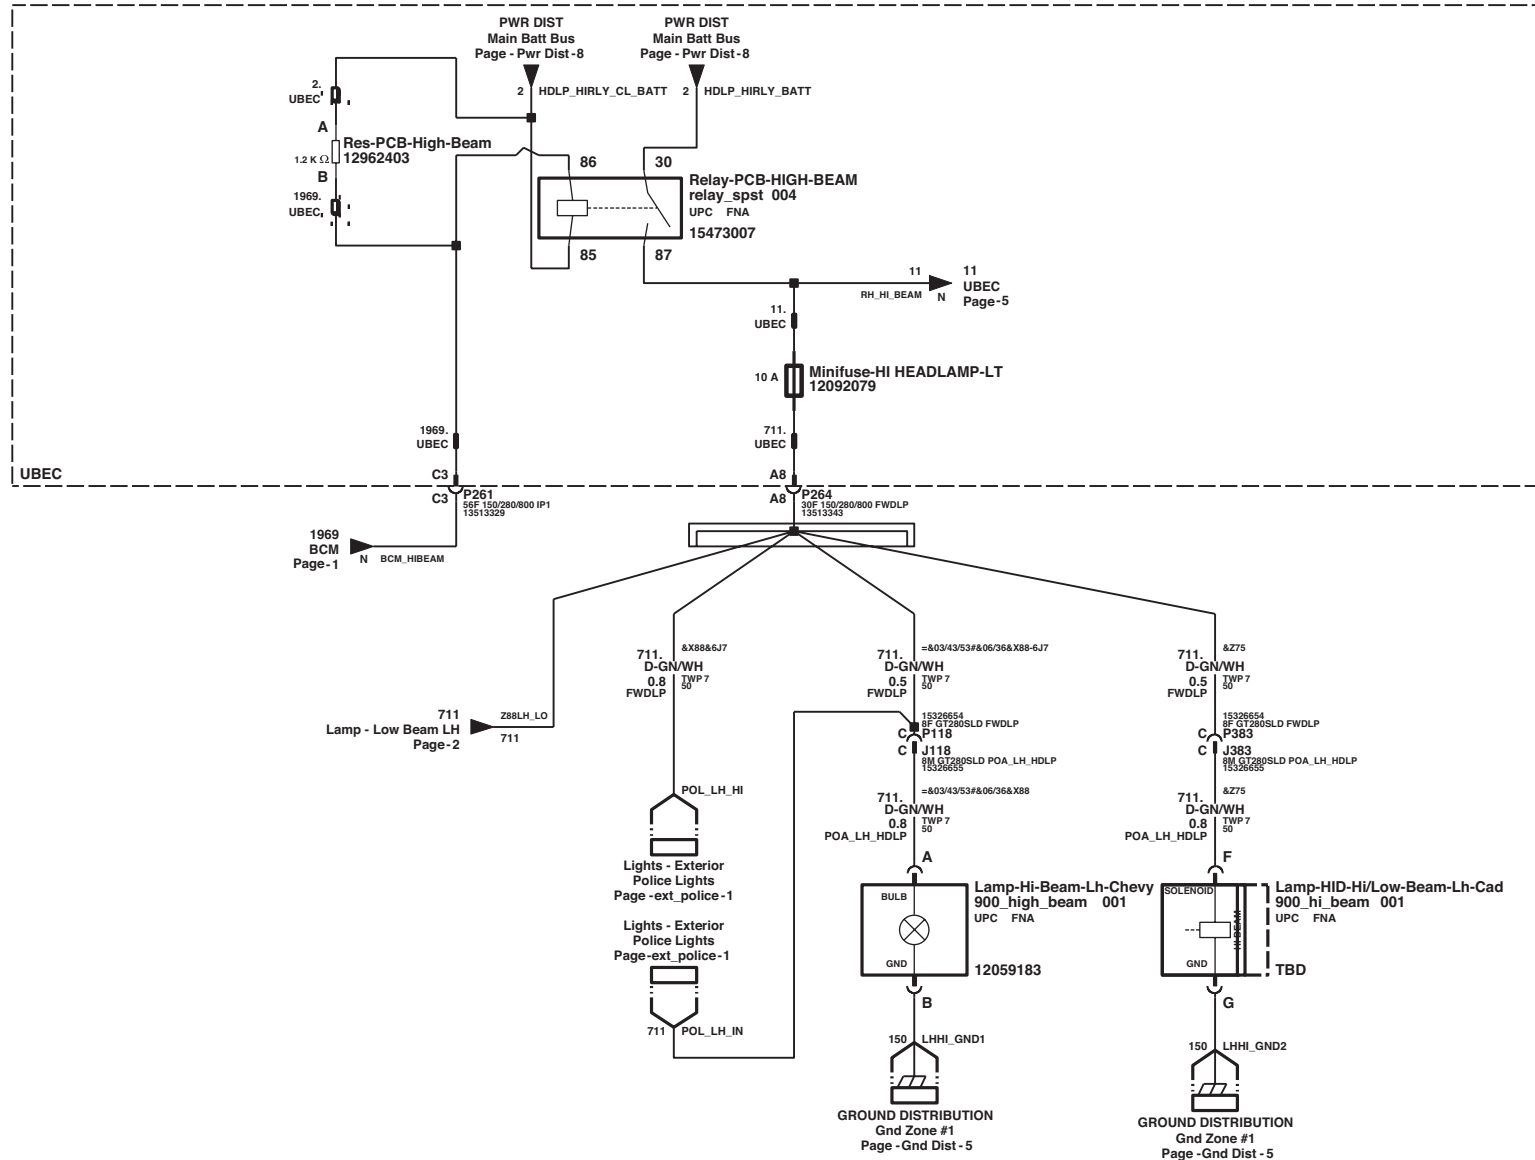 PWR DIST
Main Batt Bus
Page - Pwr Dist-8
PWR DIST
Main Batt Bus
Page - Pwr Dist-8
2 HDLP_HIRLY_CL_BATT
2 HDLP_HIRLY_BATT
2.
UBEC
A
Res-PCB-High-Beam
1.2 K Ω 12962403
B
1969.
UBEC
86
30
Relay-PCB-HIGH-BEAM
relay_spst 004
UPC FNA
15473007
85
87
11
RH_HI_BEAM
N
11
UBEC
Page-5
11.
UBEC
10 A
Minifuse-HI HEADLAMP-LT
12092079
1969.
UBEC
711.
UBEC
UBEC
C3
C3
P261
56F 150/280/800 IP1
13513329
A8
A8
P264
30F 150/280/800 FWDLP
13513343
1969
BCM
Page-1
N
BCM_HIBEAM
711.
D-GN/WH
0.8
FWDLP
&X88&6J7
TWP 7
50
711.
D-GN/WH
0.5
FWDLP
=&03/43/53#&06/36&X88-6J7
TWP 7
50
711.
D-GN/WH
0.5
FWDLP
&Z75
TWP 7
50
711
Lamp - Low Beam LH
Page-2
Z88LH_LO
711
15326654
8F GT280SLD FWDLP
C P118
C J118
8M GT280SLD POA_LH_HDLP
15326655
15326654
8F GT280SLD FWDLP
C P383
C J383
8M GT280SLD POA_LH_HDLP
15326655
POL_LH_HI
711.
D-GN/WH
0.8
POA_LH_HDLP
=&03/43/53#&06/36&X88
TWP 7
50
711.
D-GN/WH
0.8
POA_LH_HDLP
&Z75
TWP 7
50
Lights - Exterior
Police Lights
Page-ext_police-1
Lights - Exterior
Police Lights
Page-ext_police-1
711 POL_LH_IN
A
BULB
GND
Lamp-Hi-Beam-Lh-Chevy
900_high_beam 001
UPC FNA
12059183
B
F
SOLENOID
HI-BEAM
GND
Lamp-HID-Hi/Low-Beam-Lh-Cad
900_hi_beam 001
UPC FNA
TBD
G
150 LHHI_GND1
GROUND DISTRIBUTION
Gnd Zone #1
Page - Gnd Dist - 5
150 LHHI_GND2
GROUND DISTRIBUTION
Gnd Zone #1
Page - Gnd Dist - 5